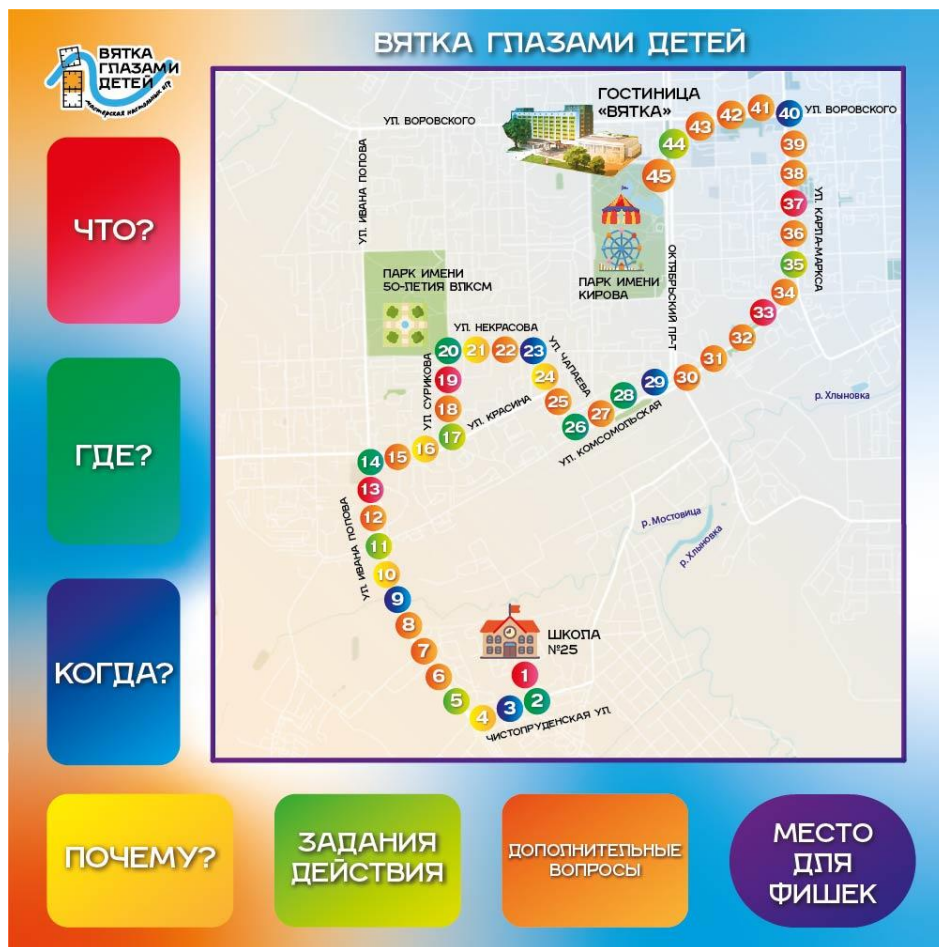 ВЯТКА
ГЛАЗАМИ
ДЕТЕЙ
мастерская настольных игр
ВЯТКА ГЛАЗАМИ ДЕТЕЙ
ЧТО?
ГДЕ?
КОГДА?
ПОЧЕМУ?
ЗАДАНИЯ
ДЕЙСТВИЯ
ДОПОЛНИТЕЛЬНЫЕ
ВОПРОСЫ
МЕСТО
ДЛЯ
ФИШЕК
ГОСТИНИЦА
«ВЯТКА»
УЛ. ВОРОВСКОГО
УЛ. ВОРОВСКОГО
УЛ. ИВАНА ПОПОВА
УЛ. КАРЛА-МАРКСА
ОКТЯБРЬСКИЙ ПР-Т
ПАРК ИМЕНИ
КИРОВА
ПАРК ИМЕНИ
50-ЛЕТИЯ ВЛКСМ
УЛ. НЕКРАСОВА
УЛ. ЧАПАЕВА
УЛ. СУРИКОВА
УЛ. КРАСИНА
УЛ. КОМСОМОЛЬСКАЯ
р. Хлыновка
р. Мостовица
р. Хлыновка
УЛ. ИВАНА ПОПОВА
ШКОЛА
№25
ЧИСТОПРУДЕНСКАЯ УЛ.
1
2
3
4
5
6
7
8
9
10
11
12
13
14
15
16
17
18
19
20
21
22
23
24
25
26
27
28
29
30
31
32
33
34
35
36
37
38
39
40
41
42
43
44
45